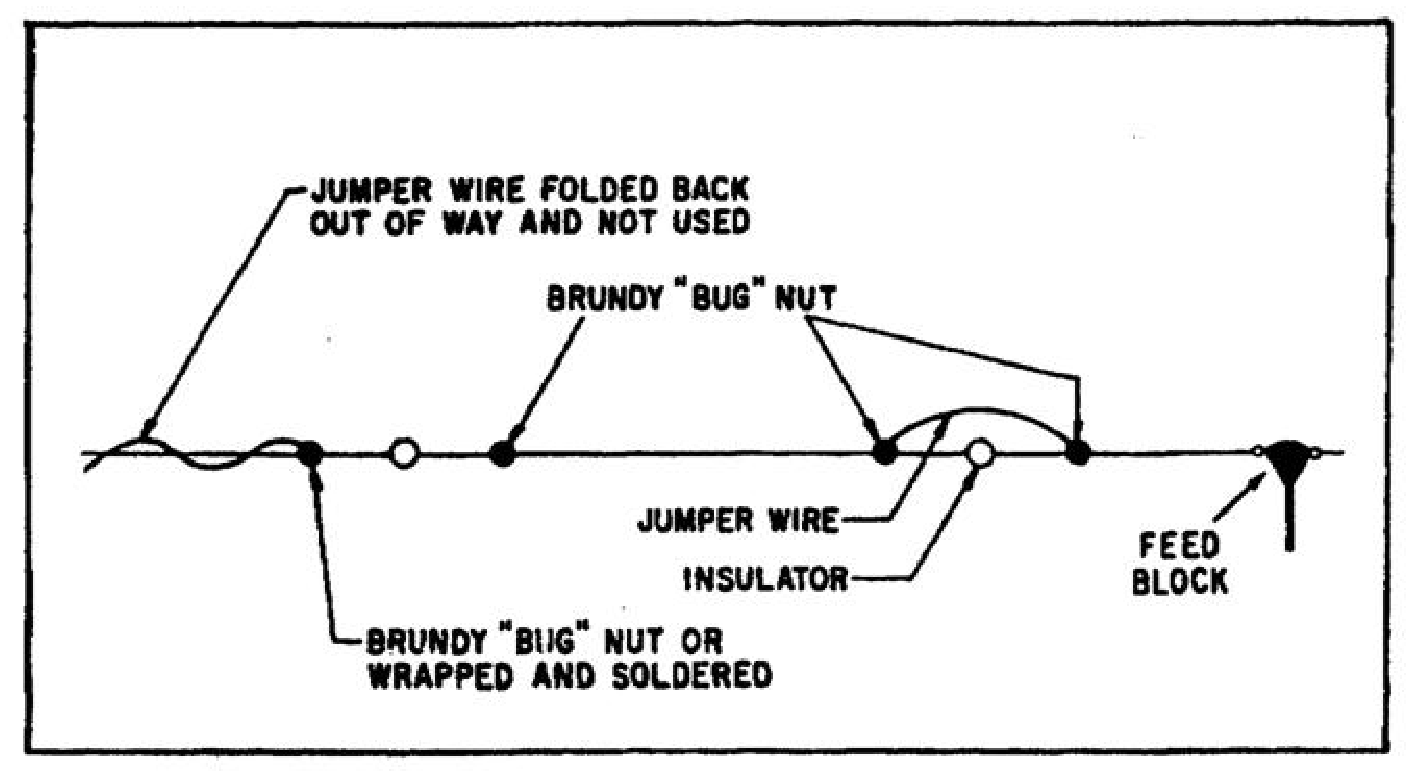 JUMPER WIRE FOLDED BACK
OUT OF WAY AND NOT USED
BRUNDY "BUG" NUT
JUMPER WIRE
INSULATOR
FEED
BLOCK
BRUNDY "BUG" NUT OR
WRAPPED AND SOLDERED